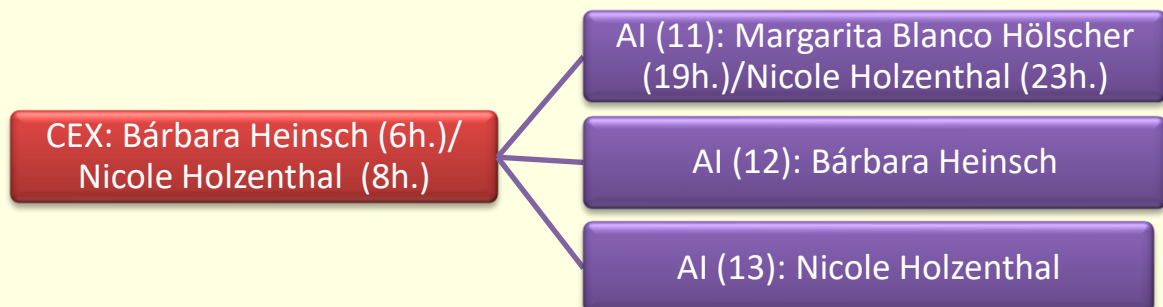 CEX: Bárbara Heinsch (6h.)/
Nicole Holzenthal (8h.)
AI (11): Margarita Blanco Hölscher
(19h.)/Nicole Holzenthal (23h.)
AI (12): Bárbara Heinsch
AI (13): Nicole Holzenthal